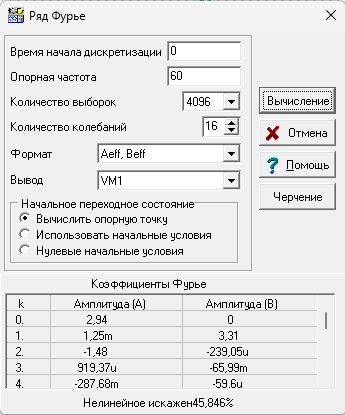 Ряд Фурье
Время начала дискретизации 0
Опорная частота 60
Количество выборок 4096
Вычисление
Количество колебаний 16
Отмена
Формат Aeff, Beff
Помощь
Вывод VM1
Черчение
Начальное переходное состояние
Вычислить опорную точку
Использовать начальные условия
Нулевые начальные условия
Коэффициенты Фурье
k Амплитуда (A) Амплитуда (B)
0. 2,94 0
1. 1,25m 3,31
2. -1,48 -239,05u
3. 919,37u -65,99m
4. -287,68m -59,6u
Нелинейное искажен45,846%